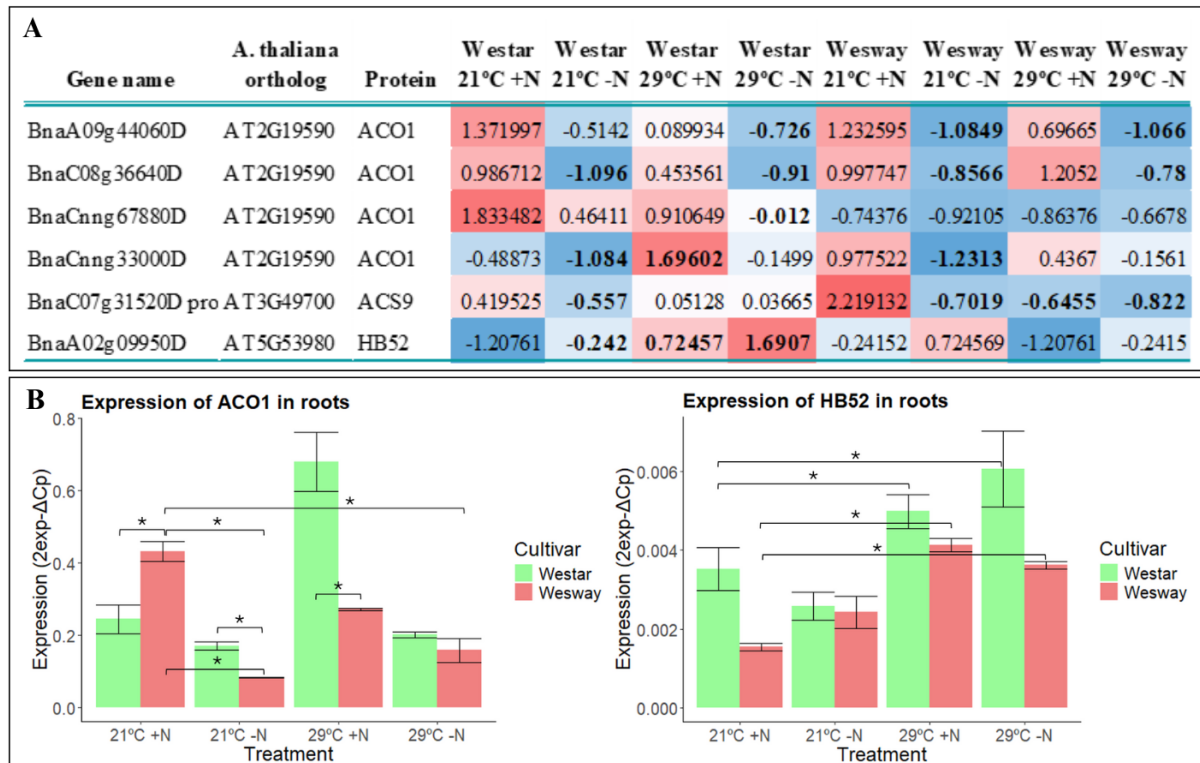 A
Gene name A. thaliana ortholog Protein Westar 21ºC +N Westar 21ºC -N Westar 29ºC +N Westar 29ºC -N Wesway 21ºC +N Wesway 21ºC -N Wesway 29ºC +N Wesway 29ºC -N
BnaA09g44060D AT2G19590 ACO1 1.371997 -0.5142 0.089934 -0.726 1.232595 -1.0849 0.69665 -1.066
BnaC08g36640D AT2G19590 ACO1 0.986712 -1.096 0.453561 -0.91 0.997747 -0.8566 1.2052 -0.78
BnaCnng67880D AT2G19590 ACO1 1.833482 0.46411 0.910649 -0.012 -0.74376 -0.92105 -0.86376 -0.6678
BnaCnng33000D AT2G19590 ACO1 -0.48873 -1.084 1.69602 -0.1499 0.977522 -1.2313 0.4367 -0.1561
BnaC07g31520D pro AT3G49700 ACS9 0.419525 -0.557 0.05128 0.03665 2.219132 -0.7019 -0.6455 -0.822
BnaA02g09950D AT5G53980 HB52 -1.20761 -0.242 0.72457 1.6907 -0.24152 0.724569 -1.20761 -0.2415
B
Expression of ACO1 in roots
Expression (2exp-ΔCp)
0.8
0.6
0.4
0.2
0.0
*
*
*
*
*
*
21ºC +N 21ºC -N 29ºC +N 29ºC -N
Treatment
Cultivar
Westar
Wesway
Expression of HB52 in roots
Expression (2exp-ΔCp)
0.006
0.004
0.002
0.000
*
*
*
*
21ºC +N 21ºC -N 29ºC +N 29ºC -N
Treatment
Cultivar
Westar
Wesway